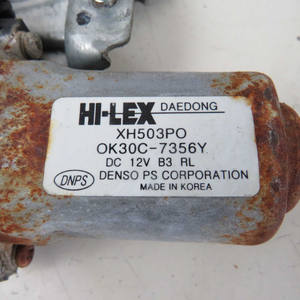 HI-LEX DAEDONG
XH503PO
OK30C-7356Y
DC 12V B3 RL
DNPS DENSO PS CORPORATION
MADE IN KOREA